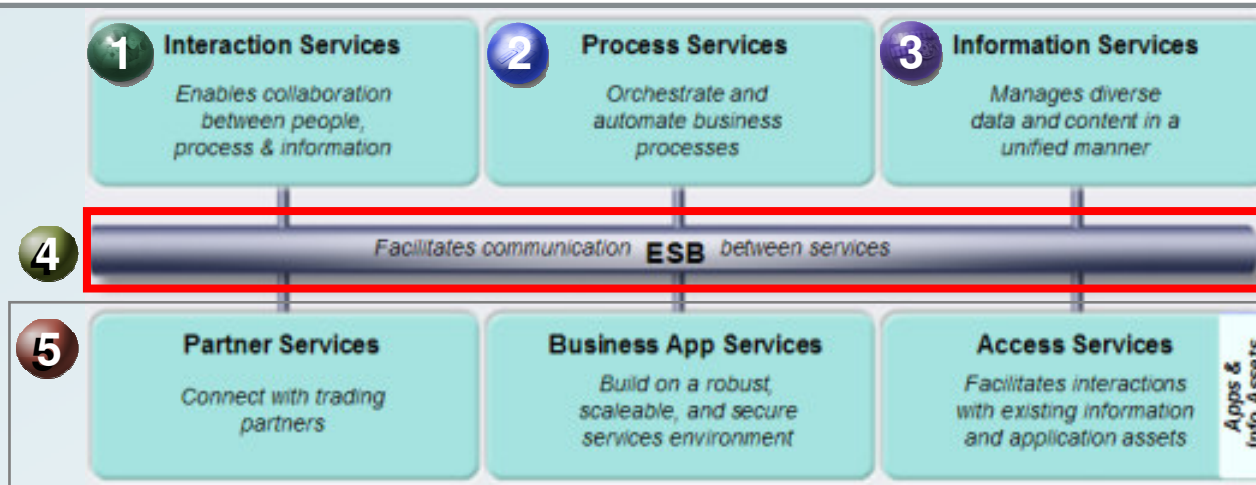 1
Interaction Services
Enables collaboration
between people,
process & information
2
Process Services
Orchestrate and
automate business
processes
3
Information Services
Manages diverse
data and content in a
unified manner
4
Facilitates communication ESB between services
5
Partner Services
Connect with trading
partners
Business App Services
Build on a robust,
scaleable, and secure
services environment
Access Services
Facilitates interactions
with existing information
and application assets
Apps &
Info Assets